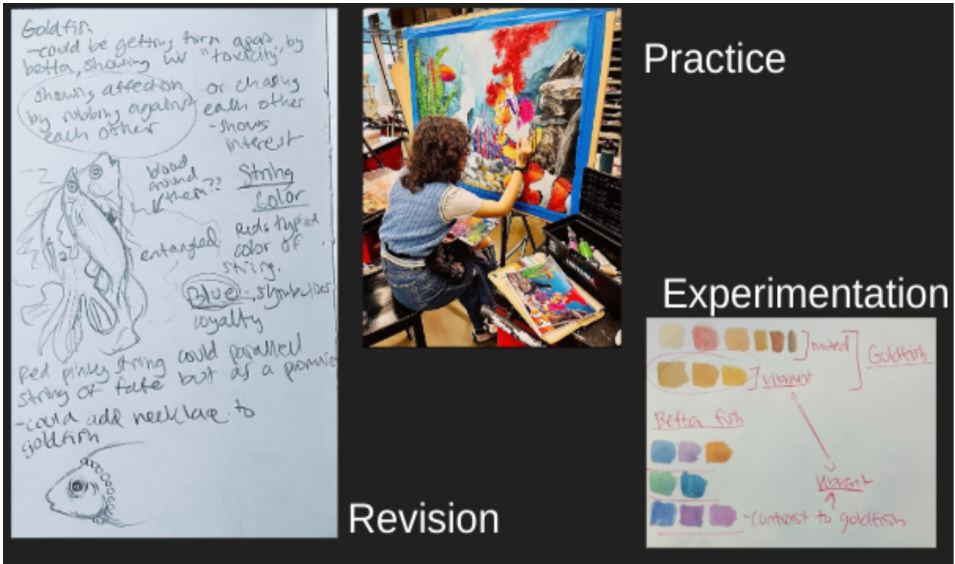 Goldfish
-could be getting torn apart by
betta, showing w/ "toxicity"
showing affection
by rubbing against
each other
or chasing
each other
-shows
interest
blood
around
them??
String
Color
entangled
Red's typical
color of
string.
Blue-symbolizes
loyalty
red pinky string could parallel
string of fate but as a promise
-could add necklace to
goldfish
Revision
Practice
Experimentation
muted
Goldfish
vibrant
Betta fish
vibrant
-contrast to goldfish